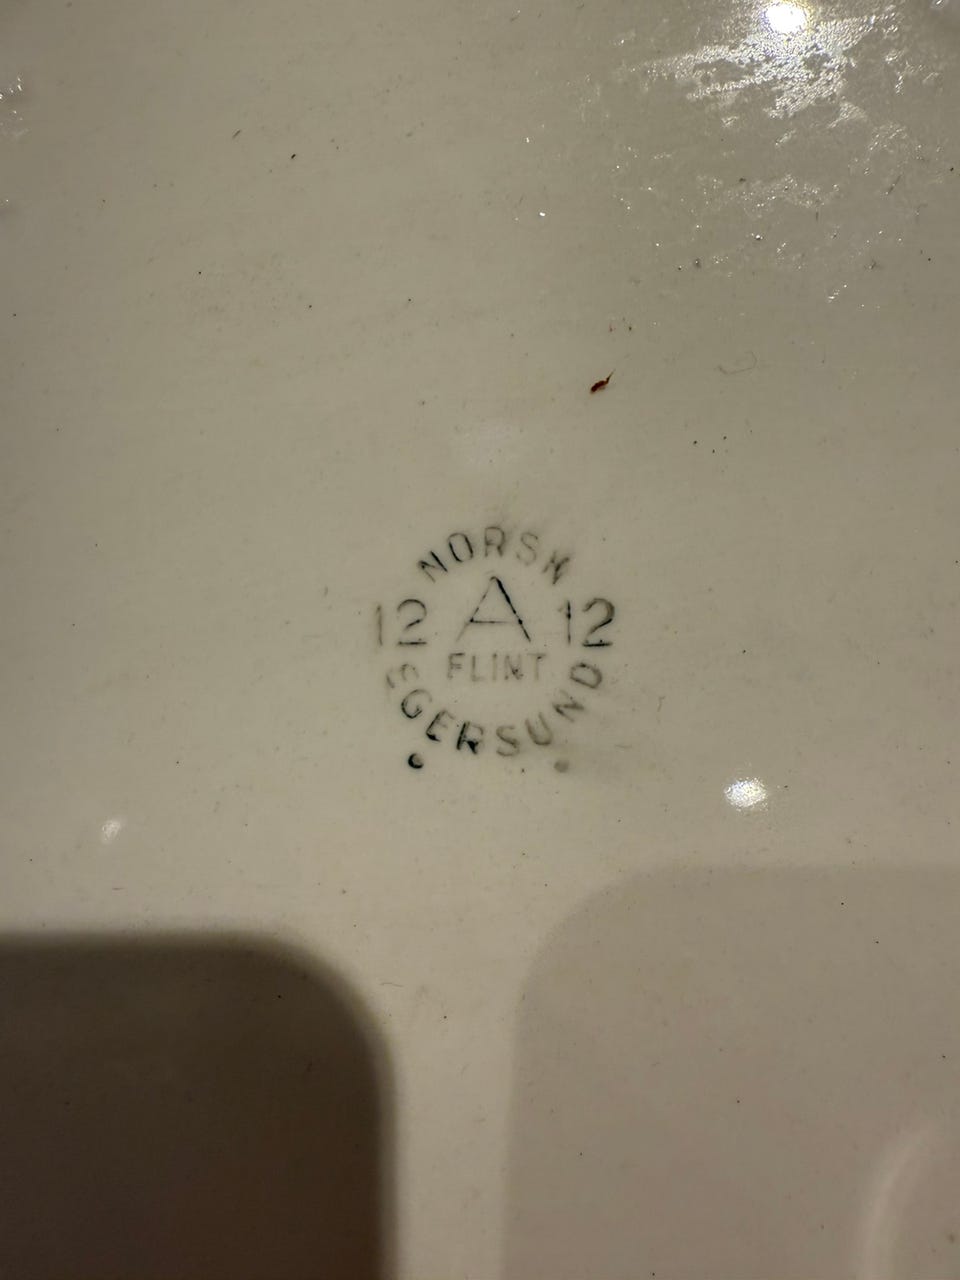 NORSK
12 A 12
FLINT
EGERSUND